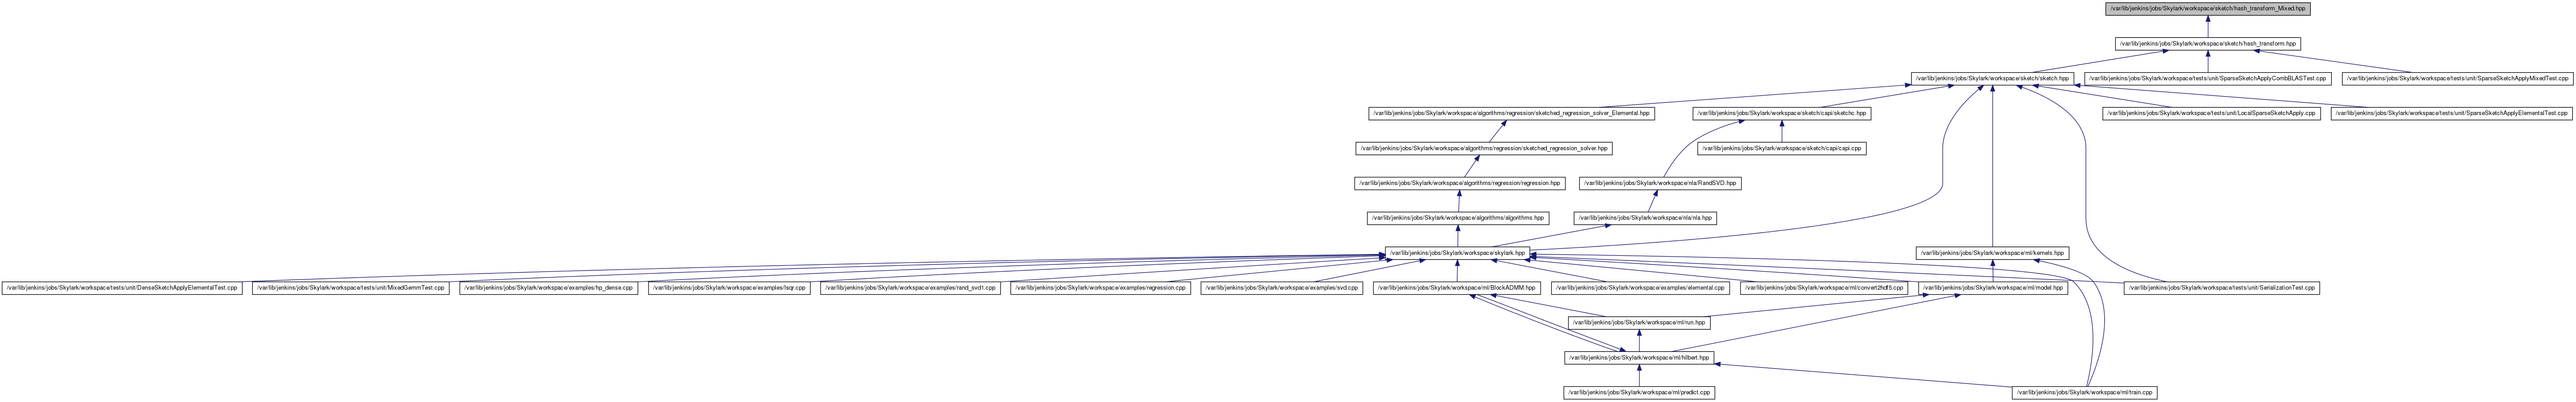 /var/lib/jenkins/jobs/Skylark/workspace/sketch/hash_transform_Mixed.hpp
/var/lib/jenkins/jobs/Skylark/workspace/sketch/hash_transform.hpp
/var/lib/jenkins/jobs/Skylark/workspace/sketch/sketch.hpp
/var/lib/jenkins/jobs/Skylark/workspace/tests/unit/SparseSketchApplyCombBLASTest.cpp
/var/lib/jenkins/jobs/Skylark/workspace/tests/unit/SparseSketchApplyMixedTest.cpp
/var/lib/jenkins/jobs/Skylark/workspace/algorithms/regression/sketched_regression_solver_Elemental.hpp
/var/lib/jenkins/jobs/Skylark/workspace/sketch/capi/sketchc.hpp
/var/lib/jenkins/jobs/Skylark/workspace/tests/unit/LocalSparseSketchApply.cpp
/var/lib/jenkins/jobs/Skylark/workspace/tests/unit/SparseSketchApplyElementalTest.cpp
/var/lib/jenkins/jobs/Skylark/workspace/algorithms/regression/sketched_regression_solver.hpp
/var/lib/jenkins/jobs/Skylark/workspace/sketch/capi/capi.cpp
/var/lib/jenkins/jobs/Skylark/workspace/algorithms/regression/regression.hpp
/var/lib/jenkins/jobs/Skylark/workspace/nla/RandSVD.hpp
/var/lib/jenkins/jobs/Skylark/workspace/algorithms/algorithms.hpp
/var/lib/jenkins/jobs/Skylark/workspace/nla/nla.hpp
/var/lib/jenkins/jobs/Skylark/workspace/skylark.hpp
/var/lib/jenkins/jobs/Skylark/workspace/ml/kernels.hpp
/var/lib/jenkins/jobs/Skylark/workspace/tests/unit/DenseSketchApplyElementalTest.cpp
/var/lib/jenkins/jobs/Skylark/workspace/tests/unit/MixedGemmTest.cpp
/var/lib/jenkins/jobs/Skylark/workspace/examples/hp_dense.cpp
/var/lib/jenkins/jobs/Skylark/workspace/examples/lsqr.cpp
/var/lib/jenkins/jobs/Skylark/workspace/examples/rand_svd1.cpp
/var/lib/jenkins/jobs/Skylark/workspace/examples/regression.cpp
/var/lib/jenkins/jobs/Skylark/workspace/examples/svd.cpp
/var/lib/jenkins/jobs/Skylark/workspace/ml/BlockADMM.hpp
/var/lib/jenkins/jobs/Skylark/workspace/examples/elemental.cpp
/var/lib/jenkins/jobs/Skylark/workspace/ml/convert2hdf5.cpp
/var/lib/jenkins/jobs/Skylark/workspace/ml/model.hpp
/var/lib/jenkins/jobs/Skylark/workspace/tests/unit/SerializationTest.cpp
/var/lib/jenkins/jobs/Skylark/workspace/ml/run.hpp
/var/lib/jenkins/jobs/Skylark/workspace/ml/hilbert.hpp
/var/lib/jenkins/jobs/Skylark/workspace/ml/predict.cpp
/var/lib/jenkins/jobs/Skylark/workspace/ml/train.cpp